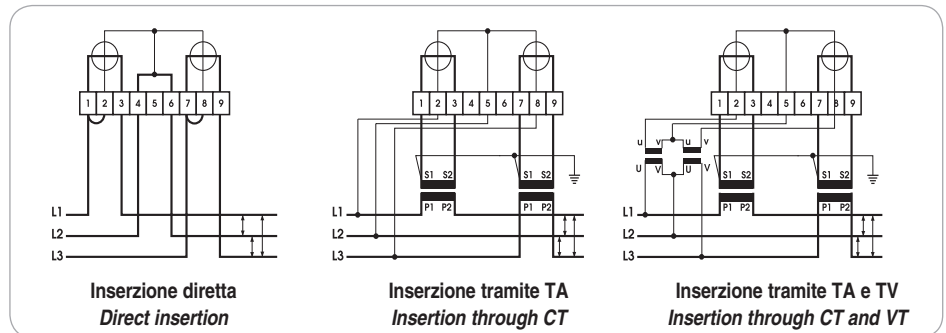 1 2 3 4 5 6 7 8 9
L1
L2
L3
Inserzione diretta
Direct insertion
1 2 3 4 5 6 7 8 9
S1 S2 S1 S2
P1 P2 P1 P2
L1
L2
L3
Inserzione tramite TA
Insertion through CT
1 2 3 4 5 6 7 8 9
u v u v
U V U V
S1 S2 S1 S2
P1 P2 P1 P2
L1
L2
L3
Inserzione tramite TA e TV
Insertion through CT and VT